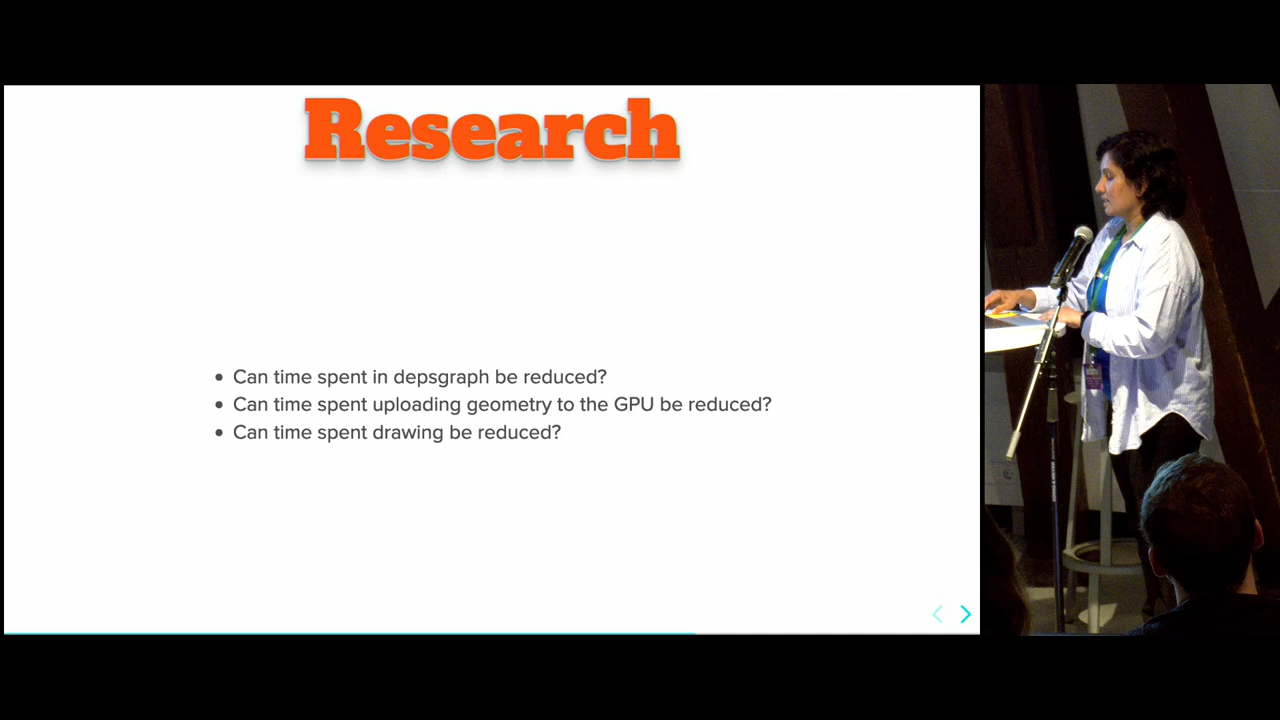 Research
Can time spent in depsgraph be reduced?
Can time spent uploading geometry to the GPU be reduced?
Can time spent drawing be reduced?